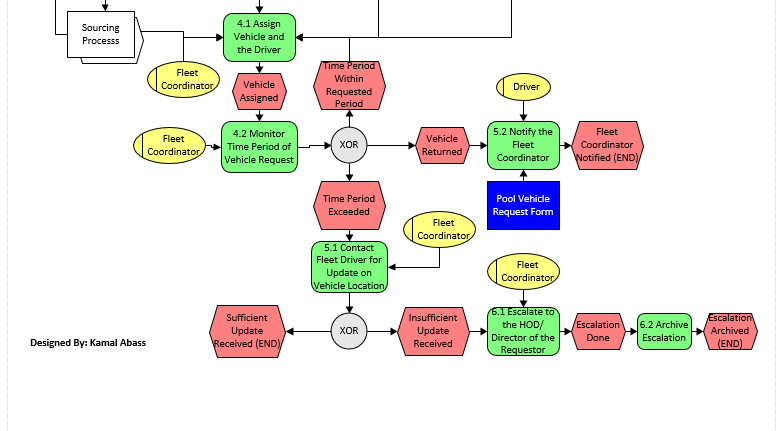 Sourcing
Processs
4.1 Assign
Vehicle and
the Driver
Fleet
Coordinator
Vehicle
Assigned
Time Period
Within
Requested
Period
Driver
Fleet
Coordinator
4.2 Monitor
Time Period of
Vehicle Request
XOR
Vehicle
Returned
5.2 Notify the
Fleet
Coordinator
Fleet
Coordinator
Notified (END)
Time Period
Exceeded
Pool Vehicle
Request Form
Fleet
Coordinator
5.1 Contact
Fleet Driver for
Update on
Vehicle Location
Fleet
Coordinator
Sufficient
Update
Received (END)
XOR
Insufficient
Update
Received
6.1 Escalate to
the HOD/
Director of the
Requestor
Escalation
Done
6.2 Archive
Escalation
Escalation
Archived
(END)
Designed By: Kamal Abass